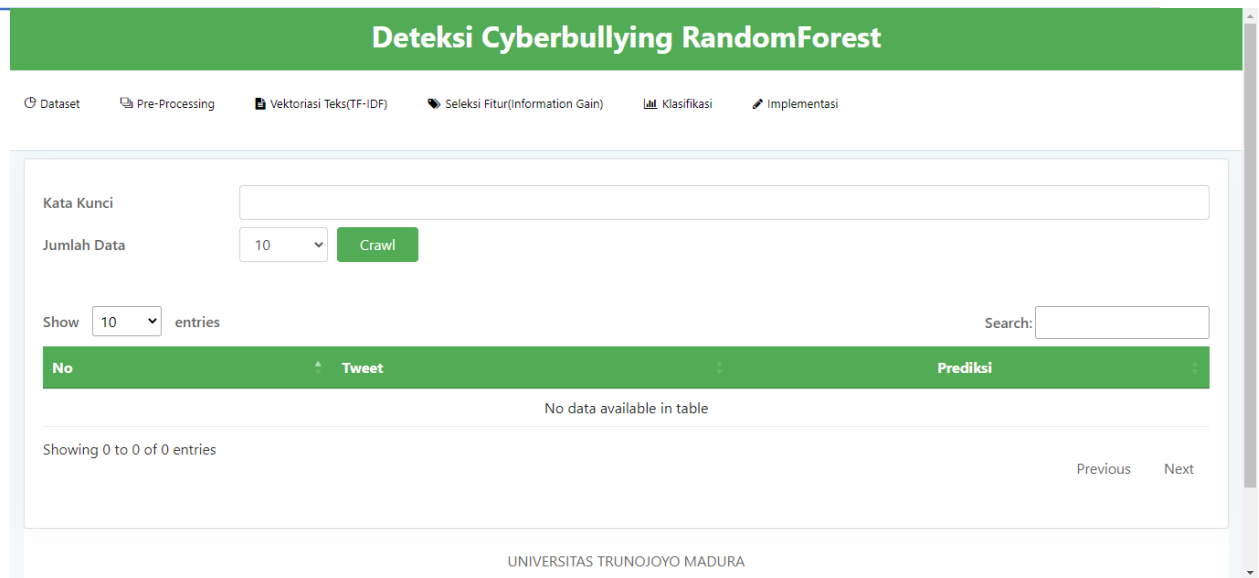 Deteksi Cyberbullying RandomForest
Dataset Pre-Processing Vektoriasi Teks(TF-IDF) Seleksi Fitur(Information Gain) Klasifikasi Implementasi
Kata Kunci
Jumlah Data 10 Crawl
Show 10 entries Search:
No Tweet Prediksi
No data available in table
Showing 0 to 0 of 0 entries
Previous Next
UNIVERSITAS TRUNOJOYO MADURA